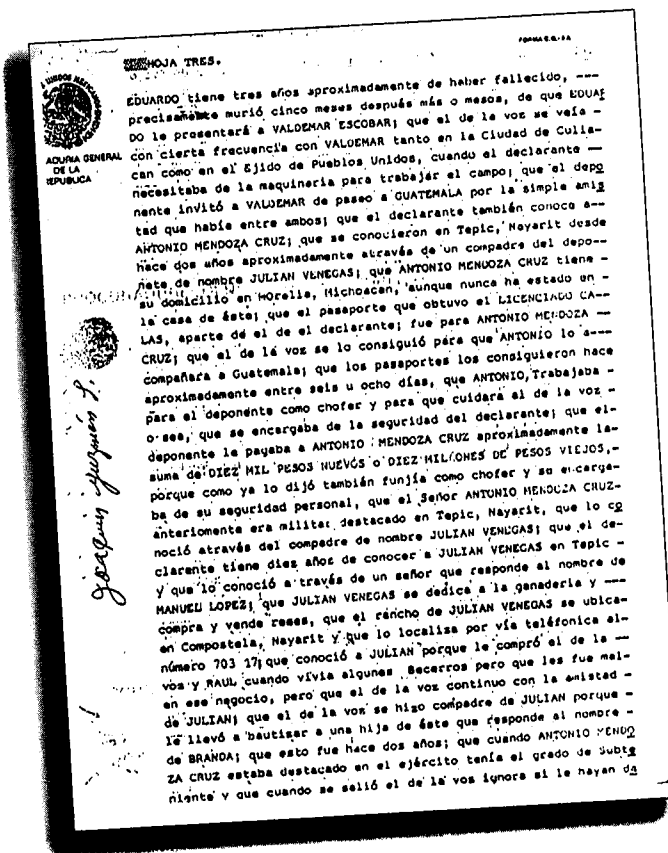 FORMA C.G.-2A
HOJA TRES.
UNIDOS MEXICANOS
ADURIA GENERAL
DE LA
REPUBLICA
EDUARDO tiene tres años aproximadamente de haber fallecido, ---
precisamente murió cinco meses después más o mesos, de que EDUAR
DO le presentará a VALDEMAR ESCOBAR; que el de la voz se veía -
con cierta frecuencia con VALDEMAR tanto en la Ciudad de Culia-
can como en el Ejido de Pueblos Unidos, cuando el declarante --
necesitaba de la maquineria para trabajar el campo; que el depo
nente invitó a VALDEMAR de paseo a GUATEMALA por la simple amis
tad que había entre ambos; que el declarante también conoce a--
ANTONIO MENDOZA CRUZ; que se conocieron en Tepic, Nayarit desde
hace dos años aproximadamente através de un compadre del depo--
nete de nombre JULIAN VENEGAS; que ANTONIO MENDOZA CRUZ tiene -
su domicilio en Morelia, Michoacan, aunque nunca ha estado en -
la casa de éste; que el pasaporte que obtuvo el LICENCIADO CA--
LAS, aparte de el de el declarante; fue para ANTONIO MENDOZA --
CRUZ; que el de la voz se lo consiguió para que ANTONIO lo a---
compañara a Guatemala; que los pasaportes los consiguieron hace
aproximadamente entre seis u ocho días, que ANTONIO, Trabajaba -
para el deponente como chofer y para que cuidara al de la voz -
o sea, que se encargaba de la seguridad del declarante; que el-
deponente le pagaba a ANTONIO MENDOZA CRUZ aproximadamente la-
suma de DIEZ MIL PESOS NUEVOS o DIEZ MILLONES DE PESOS VIEJOS,-
porque como ya lo dijó también funjía como chofer y se encarga-
ba de su seguridad personal, que el Señor ANTONIO MENDOZA CRUZ-
anteriomente era militar destacado en Tepic, Nayarit, que lo co
noció através del compadre de nombre JULIAN VENEGAS; que el de-
clarante tiene diez años de conocer a JULIAN VENEGAS en Tepic -
y que lo conoció a través de un señor que responde al nombre de
MANUEL LOPEZ; que JULIAN VENEGAS se dedica a la ganadería y ---
compra y vende reses, que el rancho de JULIAN VENEGAS se ubica-
en Compostela, Nayarit y que lo localiza por vía teléfonica al-
número 703 17; que conoció a JULIAN porque le compró el de la --
vos y RAUL cuando vívia algunos Becerros pero que les fue mal-
en ese negocio, pero que el de la voz continuo con la amistad -
de JULIAN; que el de la voz se hizo compadre de JULIAN porque -
le llevó a bautizar a una hija de éste que responde al nombre -
de BRANDA; que esto fue hace dos años; que cuando ANTONIO MENDO
ZA CRUZ estaba destacado en el ejército tenía el grado de Subte
niente y que cuando se salió el de la vos ignora si le hayan da
Joaquin Guzmán L.